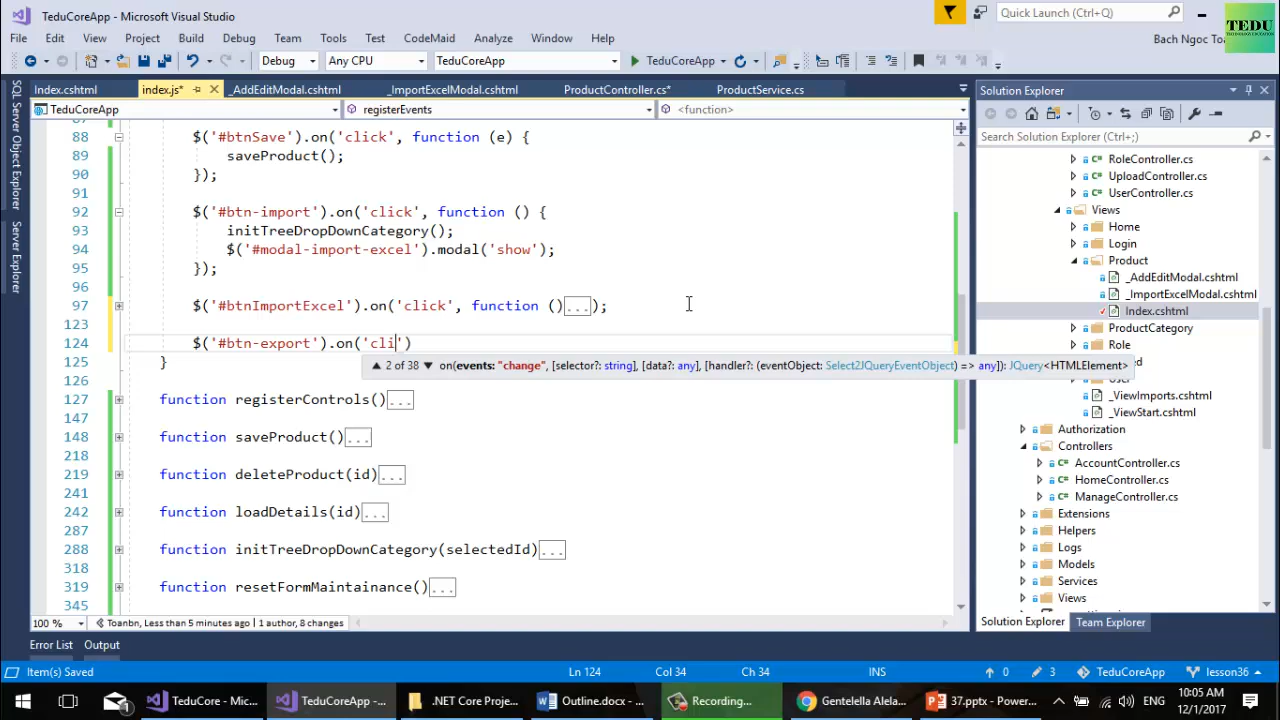 TeduCoreApp - Microsoft Visual Studio
Quick Launch (Ctrl+Q)
TEDU
File Edit View Project Build Debug Team Tools Test CodeMaid Analyze Window Help
Bach Ngoc Toa
Debug Any CPU TeduCoreApp TeduCoreApp
Index.cshtml index.js* _AddEditModal.cshtml _ImportExcelModal.cshtml ProductController.cs* ProductService.cs
TeduCoreApp registerEvents <function>
SQL Server Object Explorer
Server Explorer
88 $('#btnSave').on('click', function (e) {
89 saveProduct();
90 });
91
92 $('#btn-import').on('click', function () {
93 initTreeDropDownCategory();
94 $('#modal-import-excel').modal('show');
95 });
96
97 $('#btnImportExcel').on('click', function ()...);
123
124 $('#btn-export').on('cli')
125 }
2 of 38 on(events: "change", [selector?: string], [data?: any], [handler?: (eventObject: Select2JQueryEventObject) => any]): JQuery<HTMLElement>
126
127 function registerControls()...
147
148 function saveProduct()...
218
219 function deleteProduct(id)...
241
242 function loadDetails(id)...
287
288 function initTreeDropDownCategory(selectedId)...
318
319 function resetFormMaintainance()...
345
100 % Toanbn, Less than 5 minutes ago | 1 author, 8 changes
Solution Explorer
Search Solution Explorer (Ctrl+;)
RoleController.cs
UploadController.cs
UserController.cs
Views
Home
Login
Product
_AddEditModal.cshtml
_ImportExcelModal.cshtml
Index.cshtml
ProductCategory
Role
_ViewImports.cshtml
_ViewStart.cshtml
Authorization
Controllers
AccountController.cs
HomeController.cs
ManageController.cs
Extensions
Helpers
Logs
Models
Services
Views
Solution Explorer Team Explorer
Error List Output
Item(s) Saved Ln 124 Col 34 Ch 34 INS 0 3 TeduCoreApp lesson36
TeduCore - Micr... TeduCoreApp -... .NET Core Proje... Outline.docx - ... Recording... Gentelella Alela... 37.pptx - Power... ENG 10:05 AM
12/1/2017